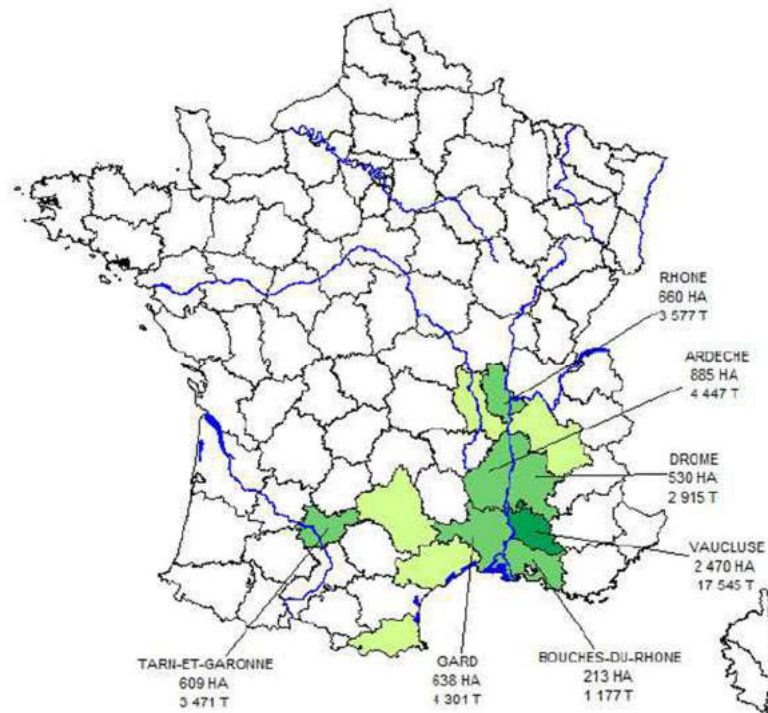 RHONE
660 HA
3 577 T
ARDECHE
885 HA
4 447 T
DROME
530 HA
2 915 T
VAUCLUSE
2 470 HA
17 545 T
BOUCHES-DU-RHONE
213 HA
1 177 T
GARD
638 HA
4 301 T
TARN-ET-GARONNE
609 HA
3 471 T